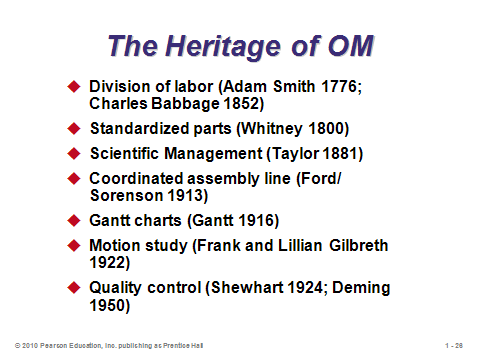 The Heritage of OM
Division of labor (Adam Smith 1776;
Charles Babbage 1852)
Standardized parts (Whitney 1800)
Scientific Management (Taylor 1881)
Coordinated assembly line (Ford/
Sorenson 1913)
Gantt charts (Gantt 1916)
Motion study (Frank and Lillian Gilbreth
1922)
Quality control (Shewhart 1924; Deming
1950)
© 2010 Pearson Education, Inc. publishing as Prentice Hall
1 - 26